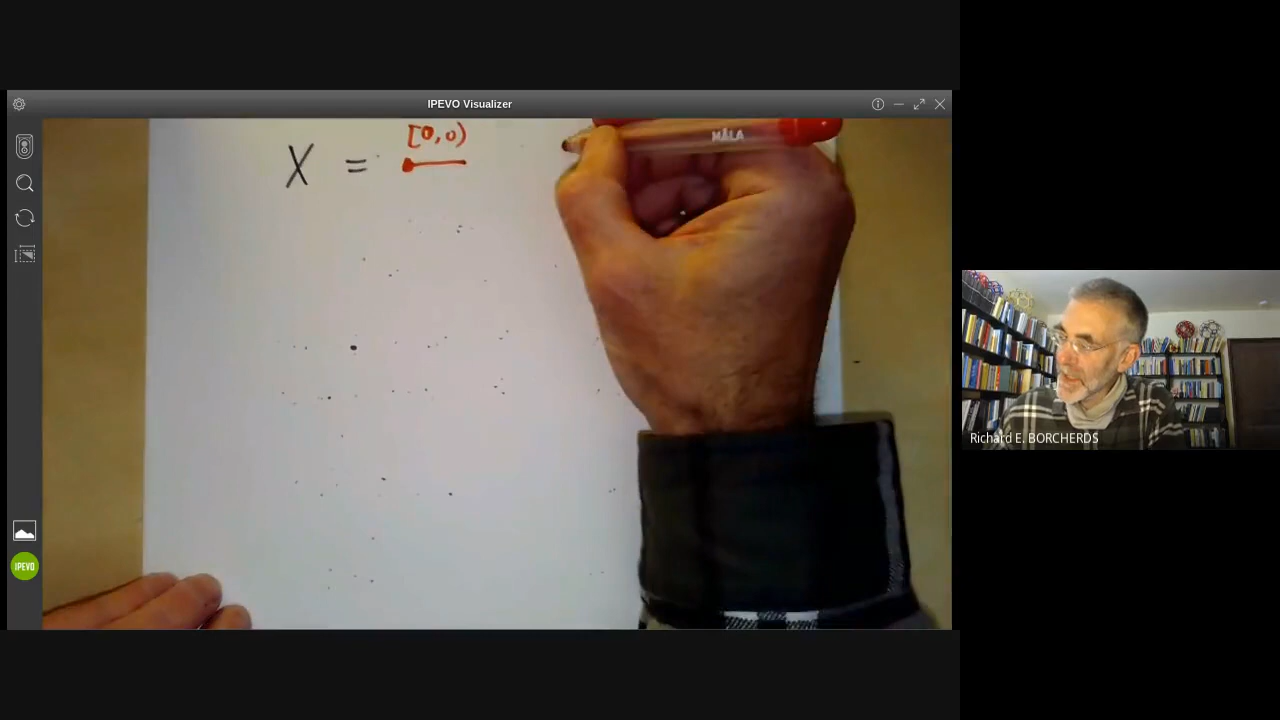 IPEVO Visualizer
[0,0)
X =
MÅLA
IPEVO
Richard E. BORCHERDS